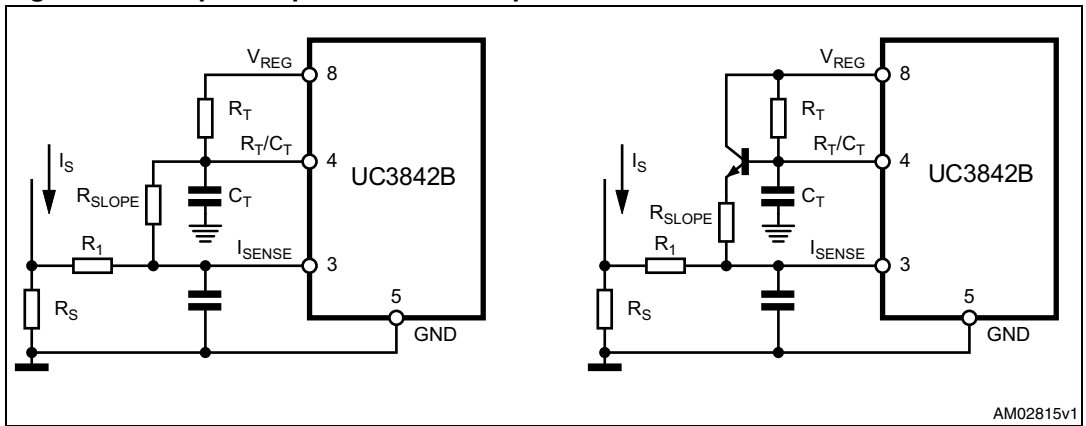 V_REG
8
R_T
R_T/C_T
4
I_S
UC3842B
R_SLOPE
C_T
R_1
I_SENSE
3
R_S
5
GND
V_REG
8
R_T
R_T/C_T
4
I_S
UC3842B
R_SLOPE
C_T
R_1
I_SENSE
3
R_S
5
GND
AM02815v1